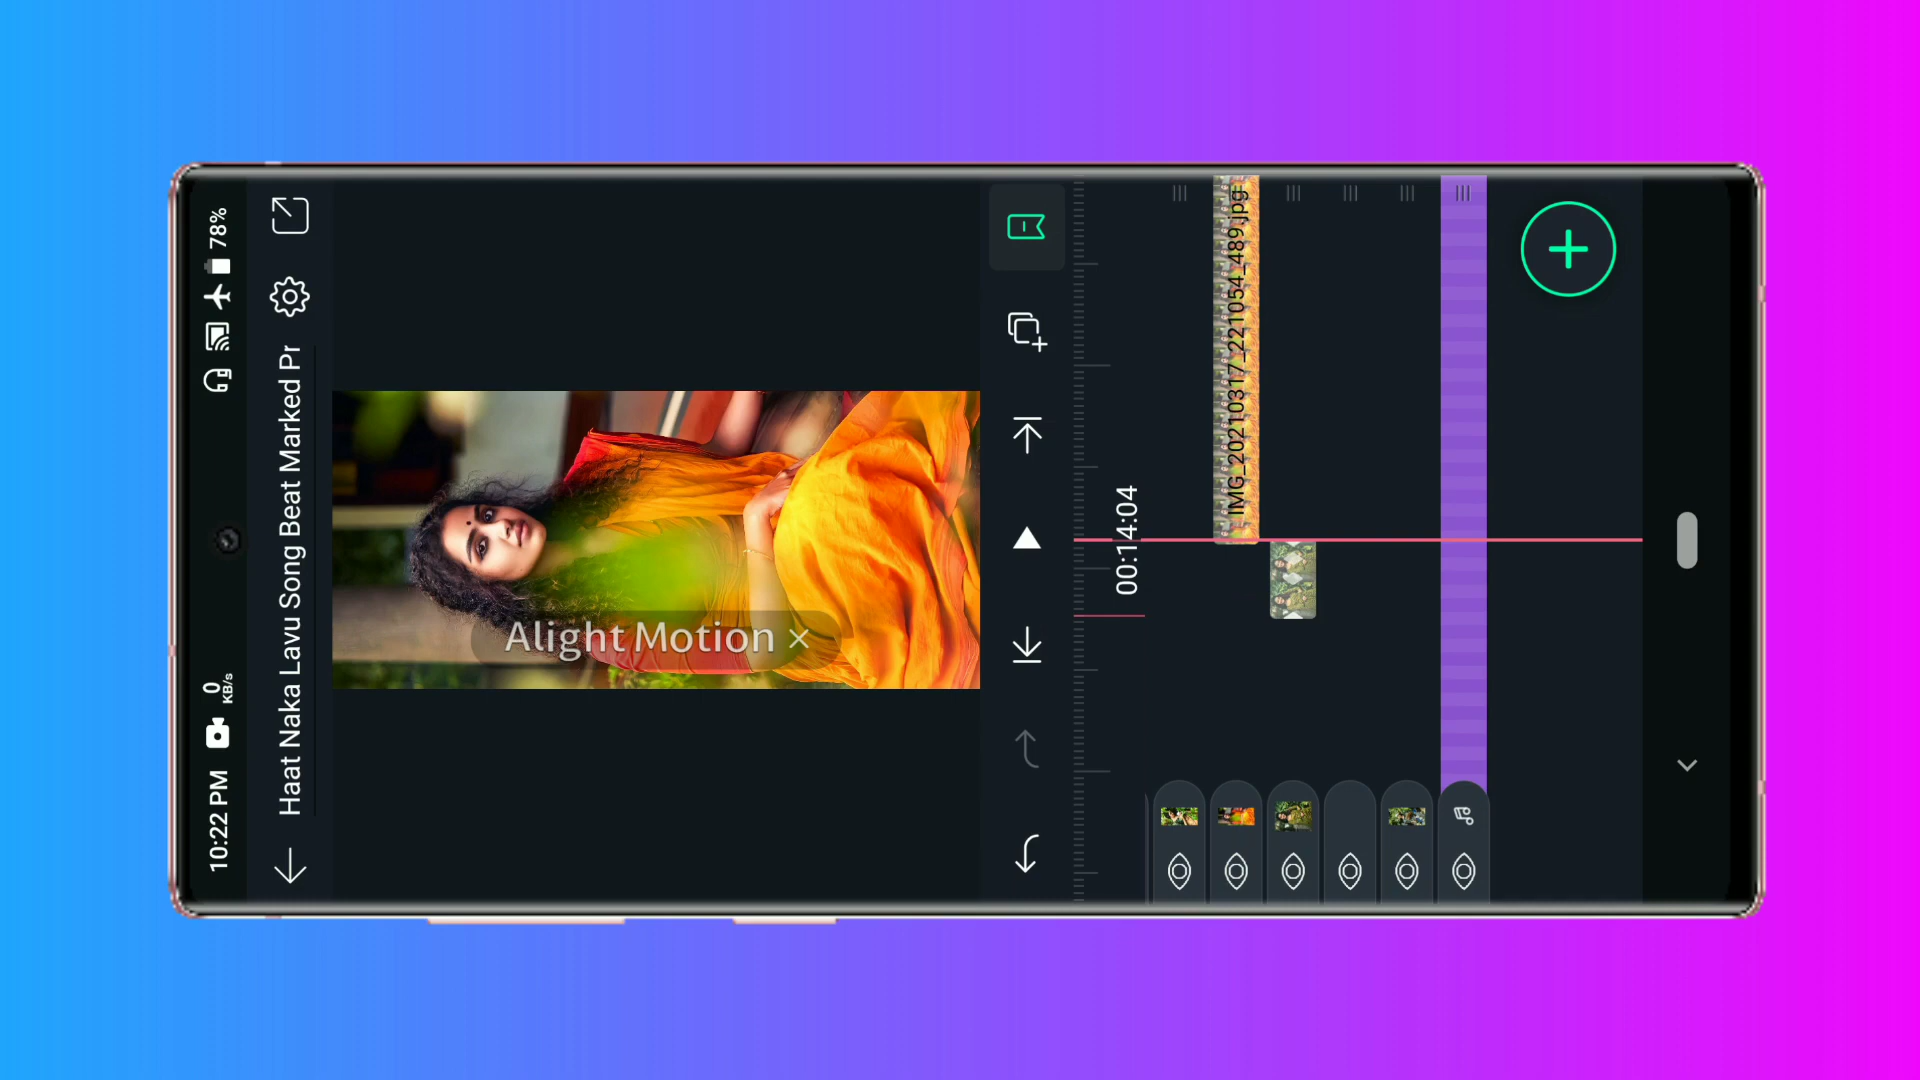 10:22 PM 0 KB/s 78%
Haat Naka Lavu Song Beat Marked Pr
Alight Motion ×
00:14:04
IMG_20210317_221054_489.jpg